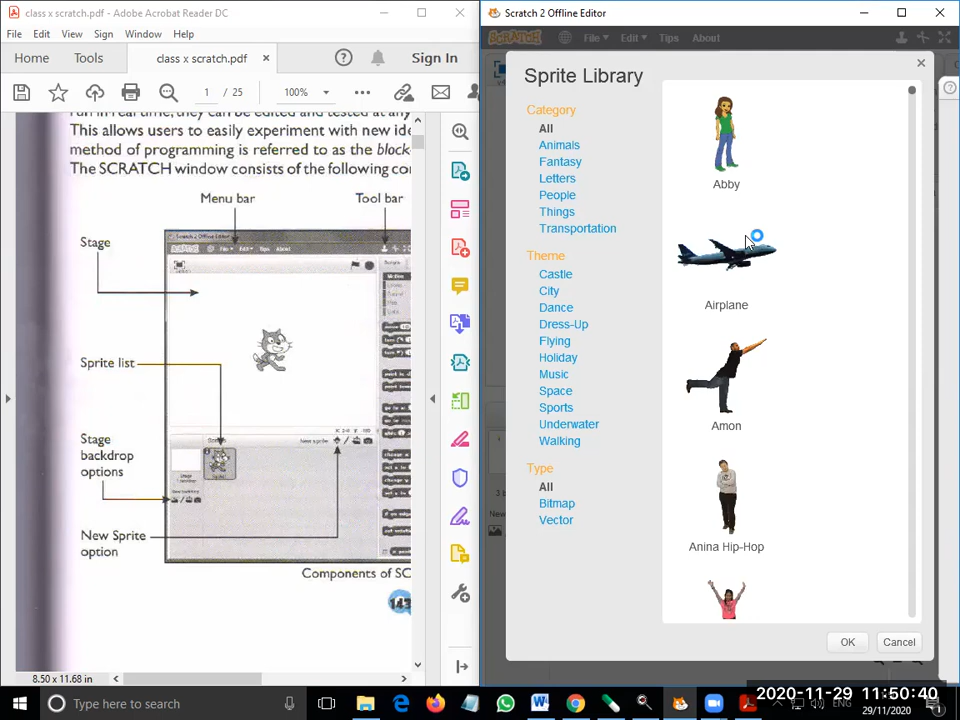 class x scratch.pdf - Adobe Acrobat Reader DC
File Edit View Sign Window Help
Home Tools class x scratch.pdf × Sign In
1 / 25 100%
This allows users to easily experiment with new ide
method of programming is referred to as the block-
The SCRATCH window consists of the following co
Menu bar Tool bar
Stage
Sprite list
Stage
backdrop
options
New Sprite
option
Components of SC
143
8.50 x 11.68 in
Scratch 2 Offline Editor
SCRATCH File Edit Tips About
Sprite Library
Category
All
Animals
Fantasy
Letters
People
Things
Transportation
Theme
Castle
City
Dance
Dress-Up
Flying
Holiday
Music
Space
Sports
Underwater
Walking
Type
All
Bitmap
Vector
Abby
Airplane
Amon
Anina Hip-Hop
OK Cancel
Type here to search
2020-11-29 11:50:40
29/11/2020